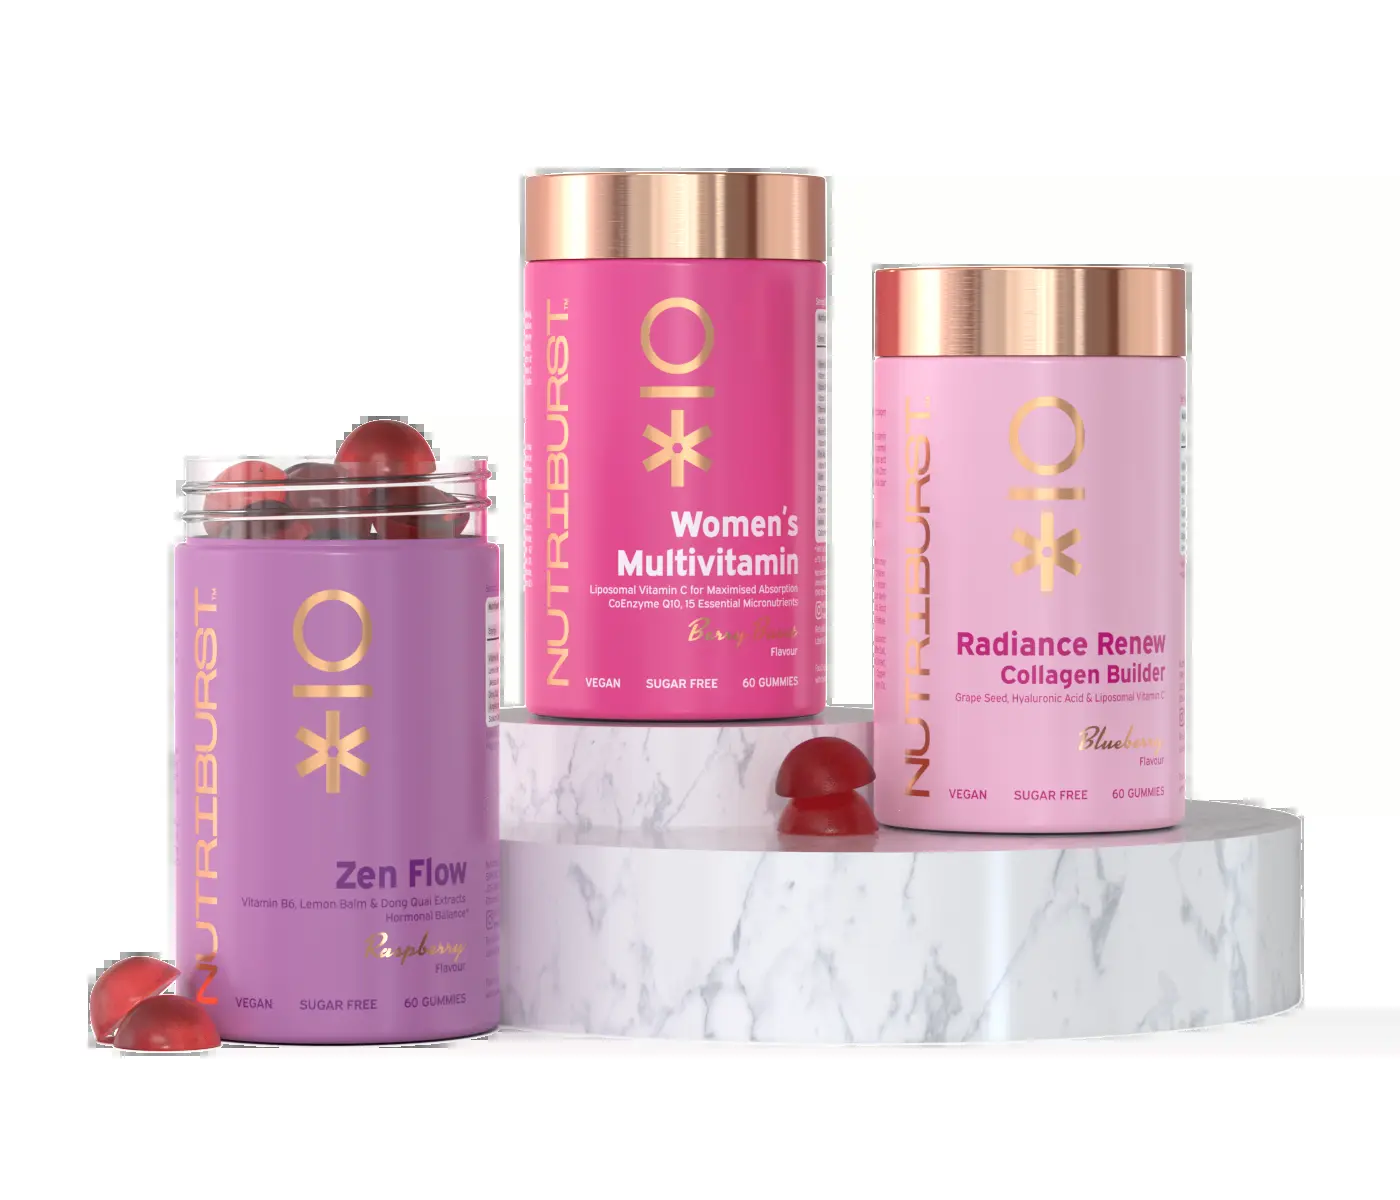 NUTRIBURST™
Women's
Multivitamin
Liposomal Vitamin C for Maximised Absorption
CoEnzyme Q10, 15 Essential Micronutrients
Berry
Flavour
VEGAN SUGAR FREE 60 GUMMIES
NUTRIBURST
Radiance Renew
Collagen Builder
Grape Seed, Hyaluronic Acid & Liposomal Vitamin C
Blueberry
Flavour
VEGAN SUGAR FREE 60 GUMMIES
NUTRIBURST™
Zen Flow
Vitamin B6, Lemon Balm & Dong Quai Extracts
Hormonal Balance*
Raspberry
Flavour
VEGAN SUGAR FREE 60 GUMMIES